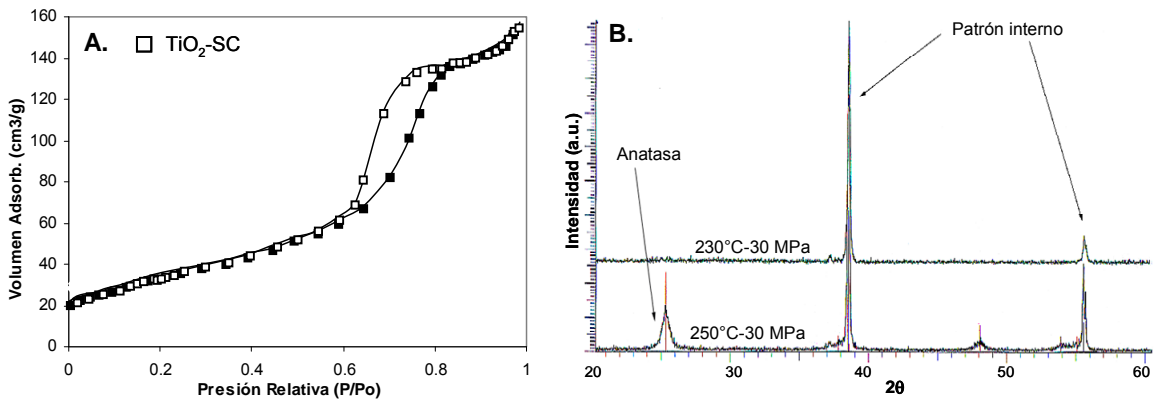 A.
TiO2-SC
Volumen Adsorb. (cm3/g)
160
140
120
100
80
60
40
20
0
0 0.2 0.4 0.6 0.8 1
Presión Relativa (P/Po)
B.
Patrón interno
Anatasa
Intensidad (a.u.)
230°C-30 MPa
250°C-30 MPa
20 30 40 50 60
2θ